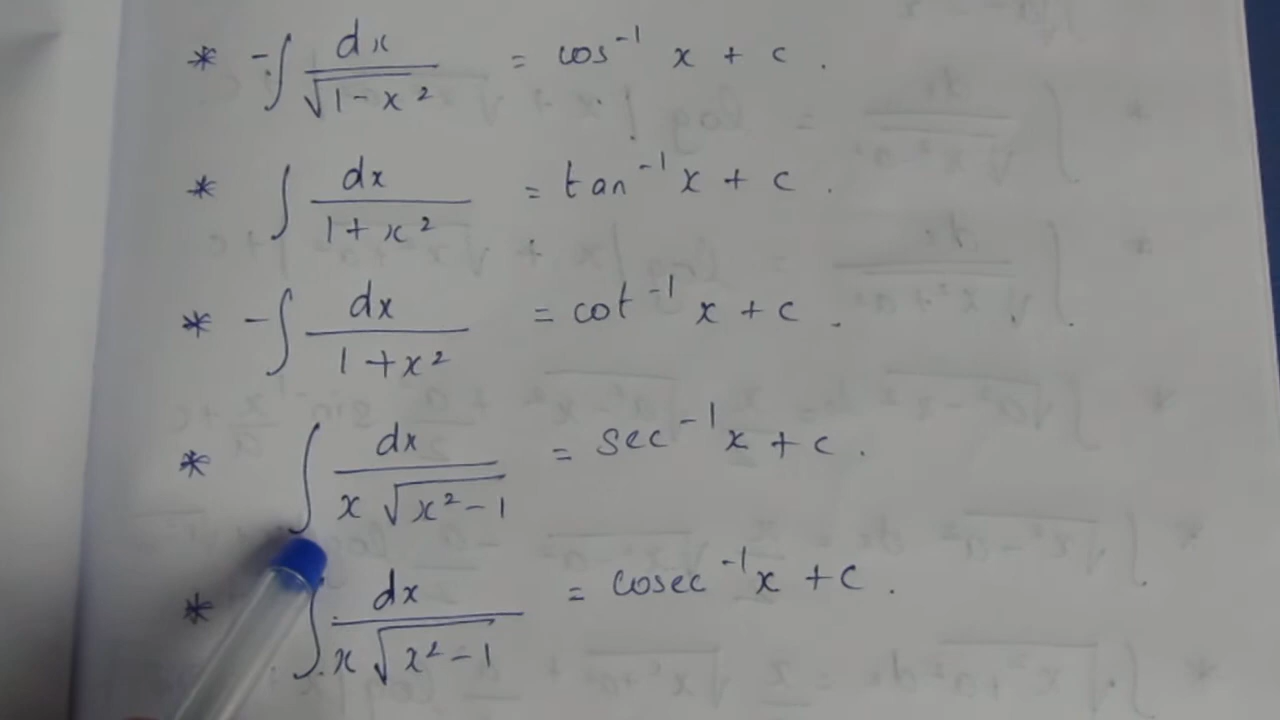 * -∫ dx / √(1-x²) = cos⁻¹ x + c .
* ∫ dx / (1+x²) = tan⁻¹ x + c .
* -∫ dx / (1+x²) = cot⁻¹ x + c .
* ∫ dx / (x √(x²-1)) = sec⁻¹ x + c .
* ∫ dx / (x √(x²-1)) = cosec⁻¹ x + c .